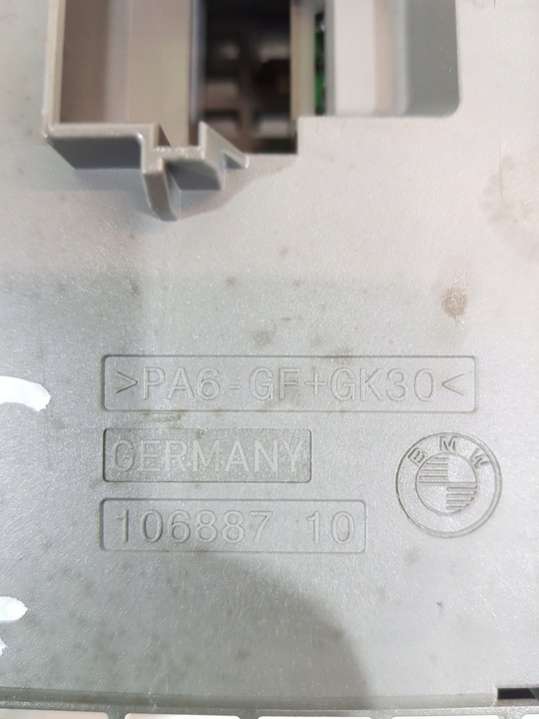 >PA6-GF+GK30<
GERMANY
BMW
106887 10